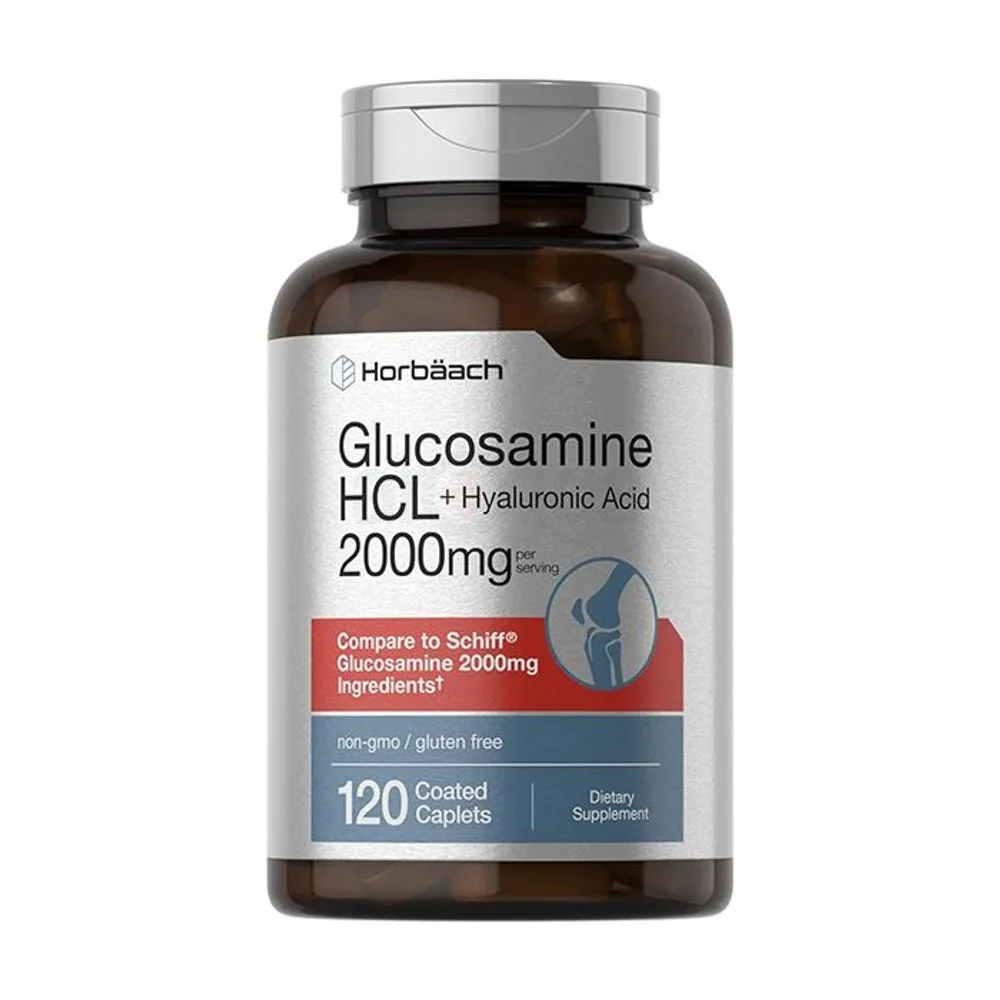 Horbäach®
Glucosamine
HCL + Hyaluronic Acid
2000mg per serving
Compare to Schiff®
Glucosamine 2000mg
Ingredients†
non-gmo / gluten free
120 Coated Caplets
Dietary Supplement